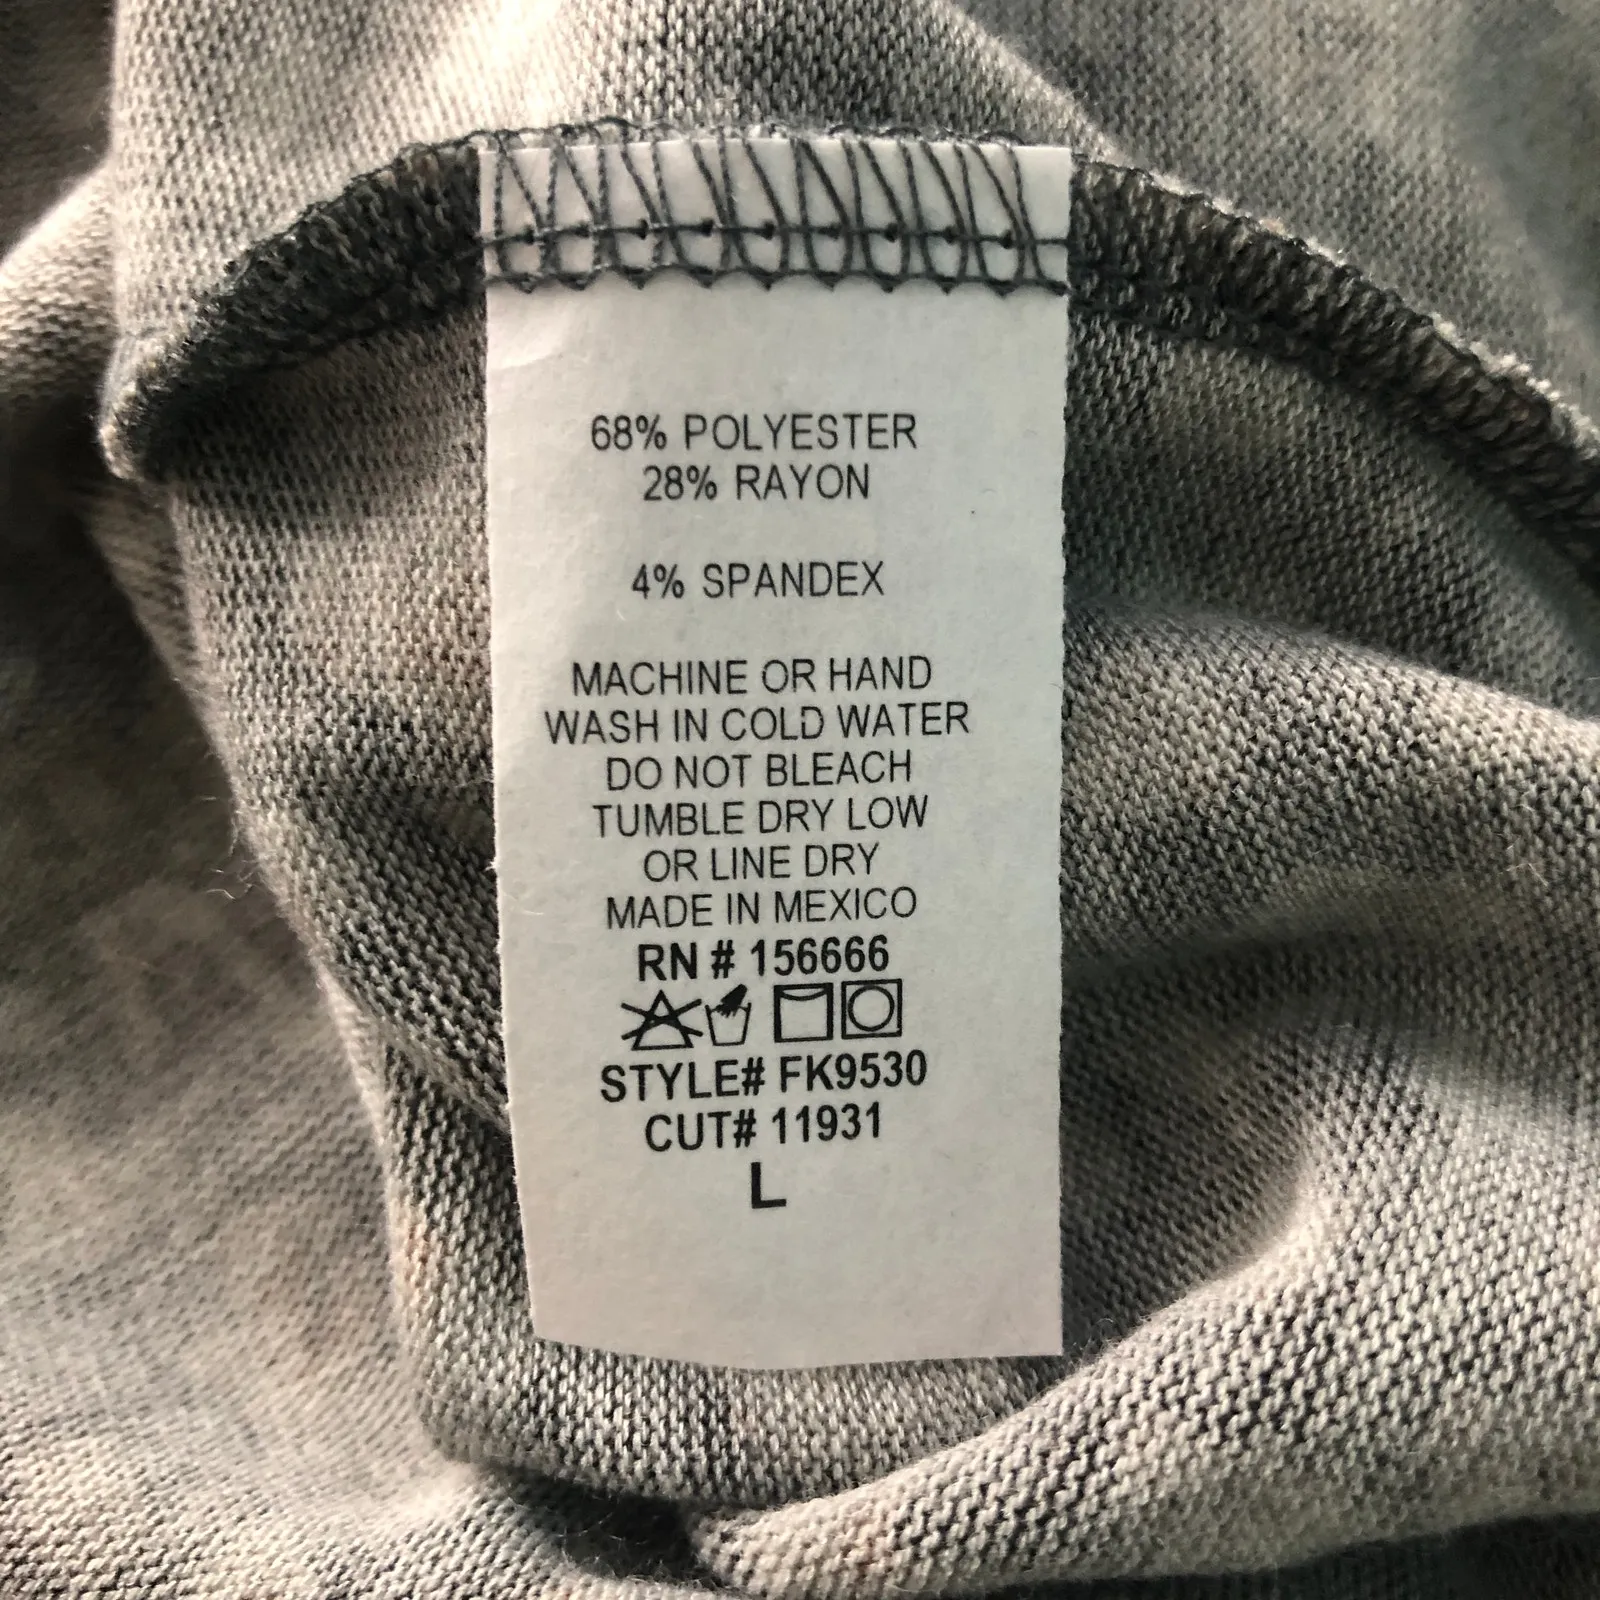 68% POLYESTER
28% RAYON
4% SPANDEX
MACHINE OR HAND
WASH IN COLD WATER
DO NOT BLEACH
TUMBLE DRY LOW
OR LINE DRY
MADE IN MEXICO
RN # 156666
STYLE# FK9530
CUT# 11931
L